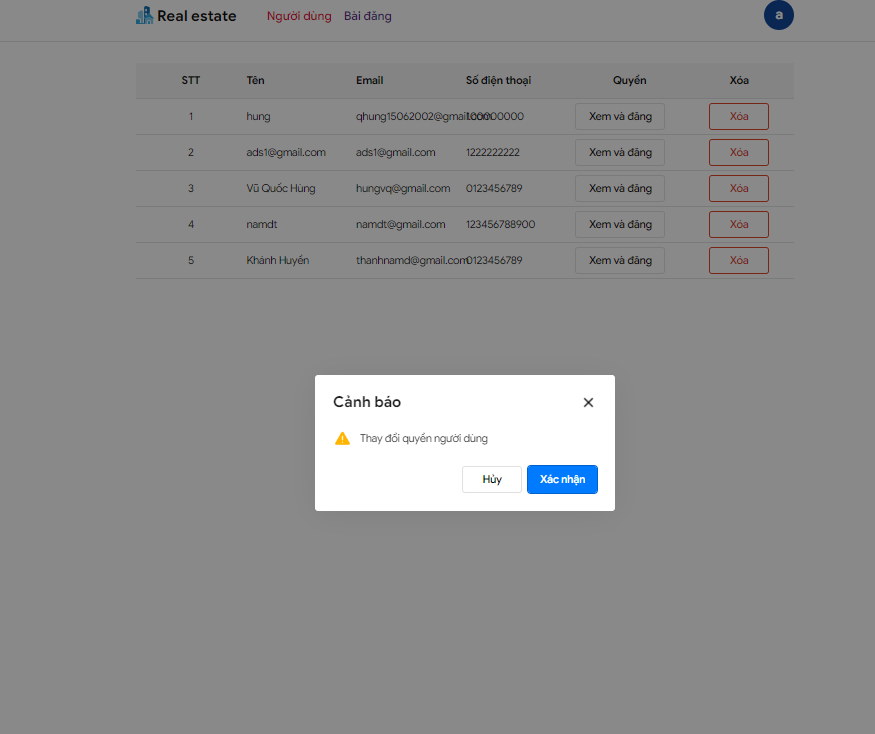 Real estate Người dùng Bài đăng a
STT Tên Email Số điện thoại Quyền Xóa
1 hung qhung15062002@gmail.com 100000000 Xem và đăng Xóa
2 ads1@gmail.com ads1@gmail.com 1222222222 Xem và đăng Xóa
3 Vũ Quốc Hùng hungvq@gmail.com 0123456789 Xem và đăng Xóa
4 namdt namdt@gmail.com 123456788900 Xem và đăng Xóa
5 Khánh Huyền thanhnamd@gmail.com 0123456789 Xem và đăng Xóa
Cảnh báo
Thay đổi quyền người dùng
Hủy Xác nhận